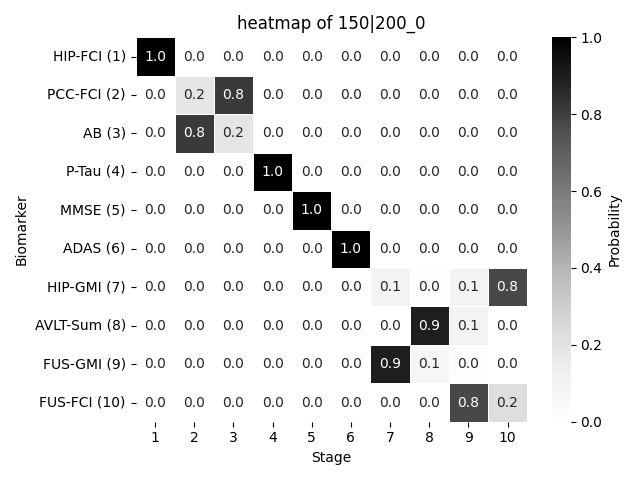 heatmap of 150|200_0
HIP-FCI (1) 1.0 0.0 0.0 0.0 0.0 0.0 0.0 0.0 0.0 0.0
PCC-FCI (2) 0.0 0.2 0.8 0.0 0.0 0.0 0.0 0.0 0.0 0.0
AB (3) 0.0 0.8 0.2 0.0 0.0 0.0 0.0 0.0 0.0 0.0
P-Tau (4) 0.0 0.0 0.0 1.0 0.0 0.0 0.0 0.0 0.0 0.0
MMSE (5) 0.0 0.0 0.0 0.0 1.0 0.0 0.0 0.0 0.0 0.0
ADAS (6) 0.0 0.0 0.0 0.0 0.0 1.0 0.0 0.0 0.0 0.0
HIP-GMI (7) 0.0 0.0 0.0 0.0 0.0 0.0 0.1 0.0 0.1 0.8
AVLT-Sum (8) 0.0 0.0 0.0 0.0 0.0 0.0 0.0 0.9 0.1 0.0
FUS-GMI (9) 0.0 0.0 0.0 0.0 0.0 0.0 0.9 0.1 0.0 0.0
FUS-FCI (10) 0.0 0.0 0.0 0.0 0.0 0.0 0.0 0.0 0.8 0.2
1 2 3 4 5 6 7 8 9 10
Stage
Biomarker
1.0
0.8
0.6
0.4
0.2
0.0
Probability